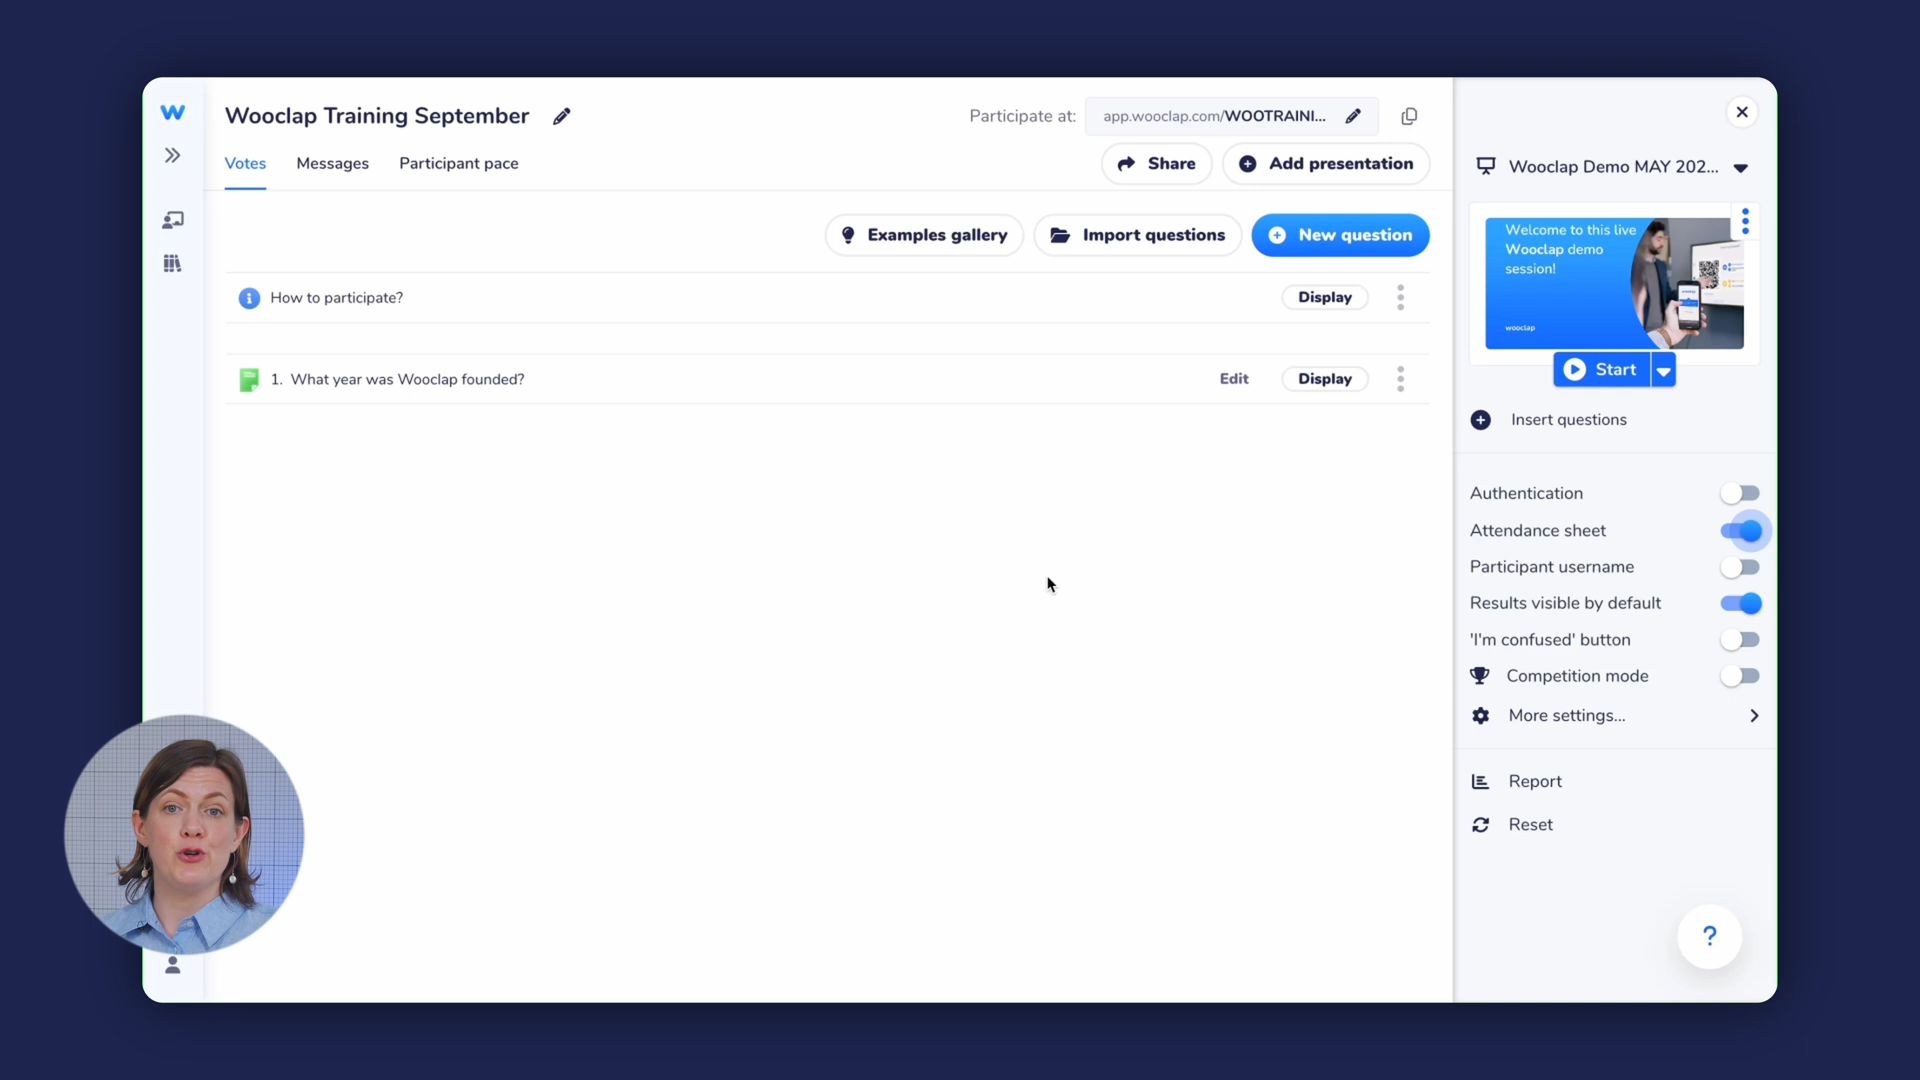 Wooclap Training September
Participate at:
app.wooclap.com/WOOTRAINI...
Votes
Messages
Participant pace
Share
Add presentation
Examples gallery
Import questions
New question
How to participate?
Display
1. What year was Wooclap founded?
Edit
Display
Wooclap Demo MAY 202...
Welcome to this live
Wooclap demo
session!
wooclap
Start
Insert questions
Authentication
Attendance sheet
Participant username
Results visible by default
'I'm confused' button
Competition mode
More settings...
Report
Reset
?